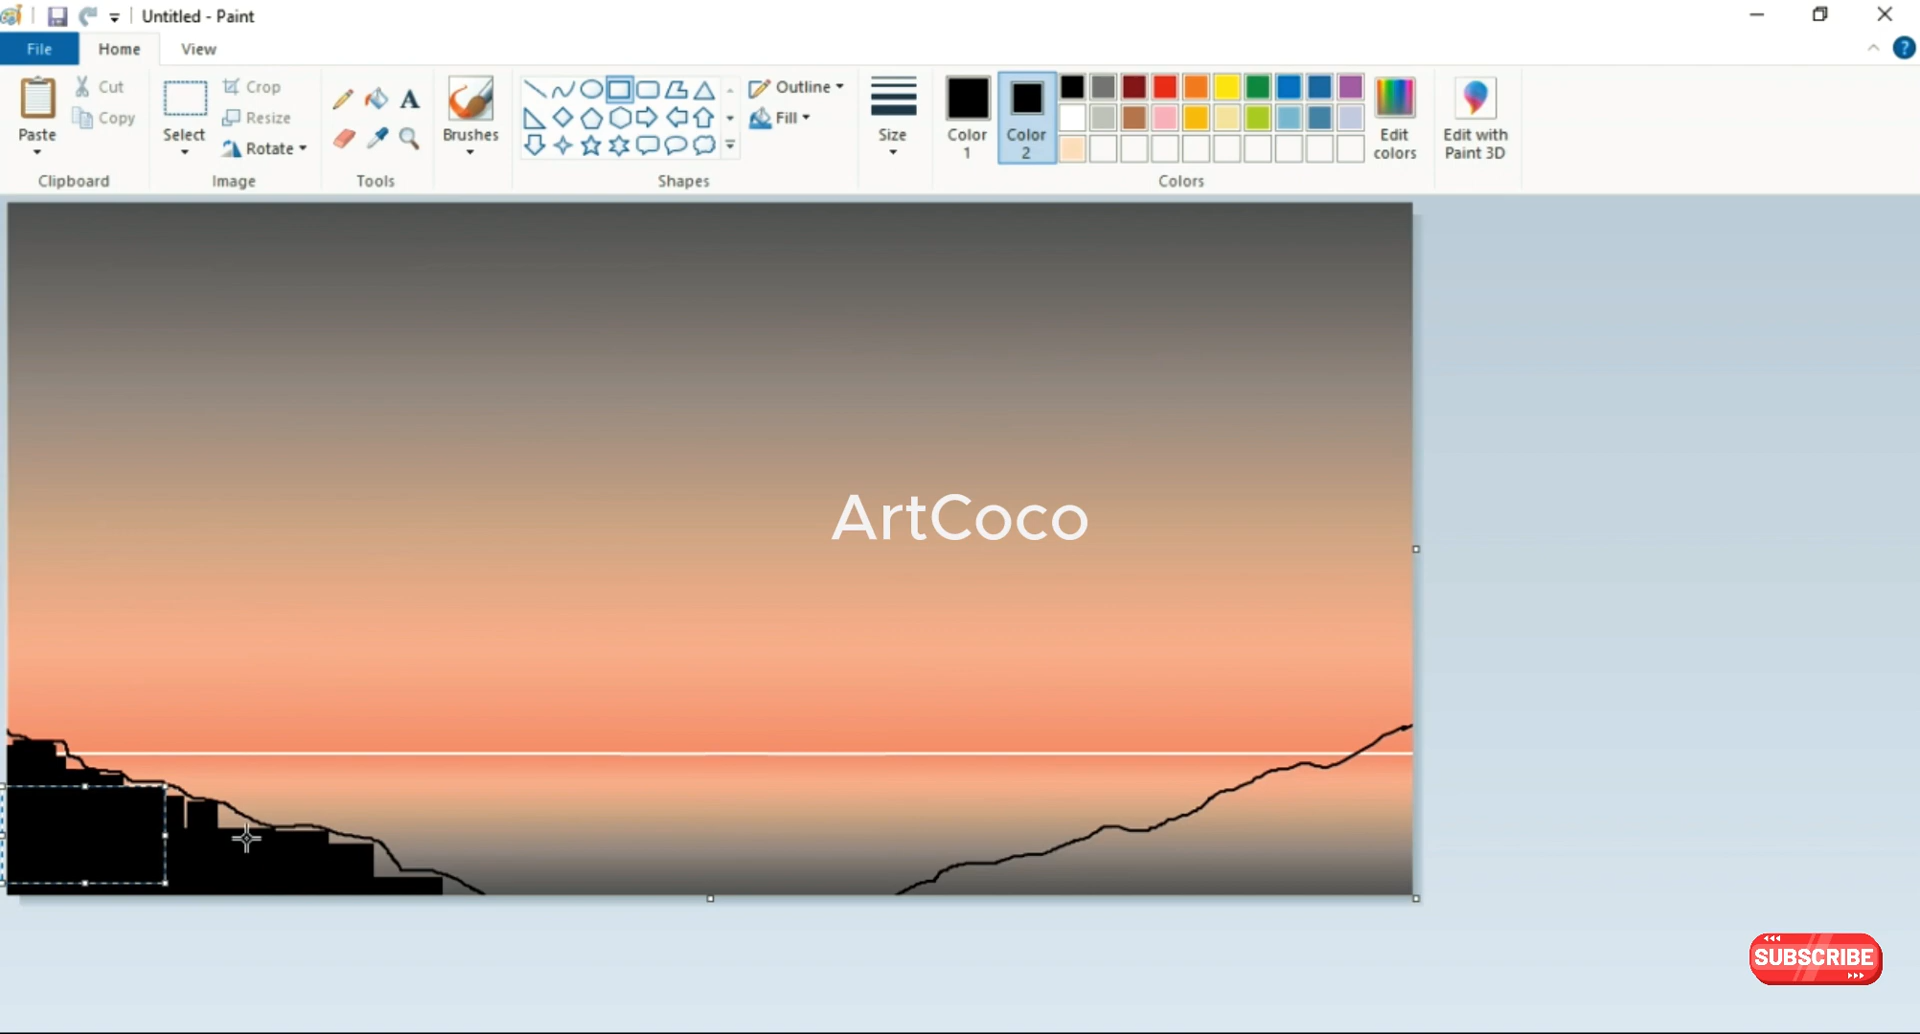 Untitled - Paint
File Home View
Cut Crop Outline
Copy Resize Fill
Paste Select Rotate Brushes Size Color 1 Color 2 Edit colors Edit with Paint 3D
Clipboard Image Tools Shapes Colors
ArtCoco
SUBSCRIBE